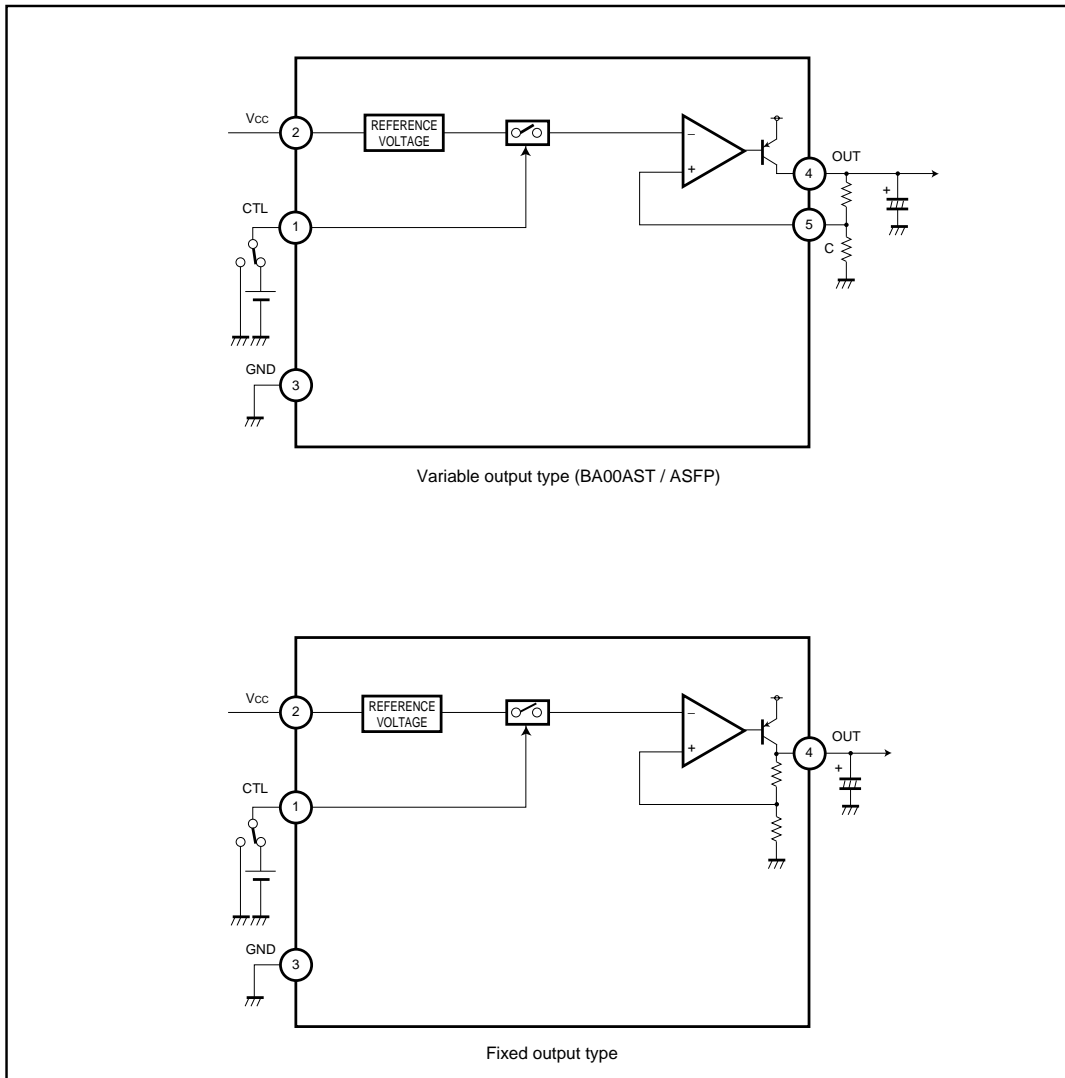 Vcc
2
REFERENCE
VOLTAGE
–
+
OUT
4
+
CTL
1
5
C
GND
3
Variable output type (BA00AST / ASFP)
Vcc
2
REFERENCE
VOLTAGE
–
+
OUT
4
+
CTL
1
GND
3
Fixed output type